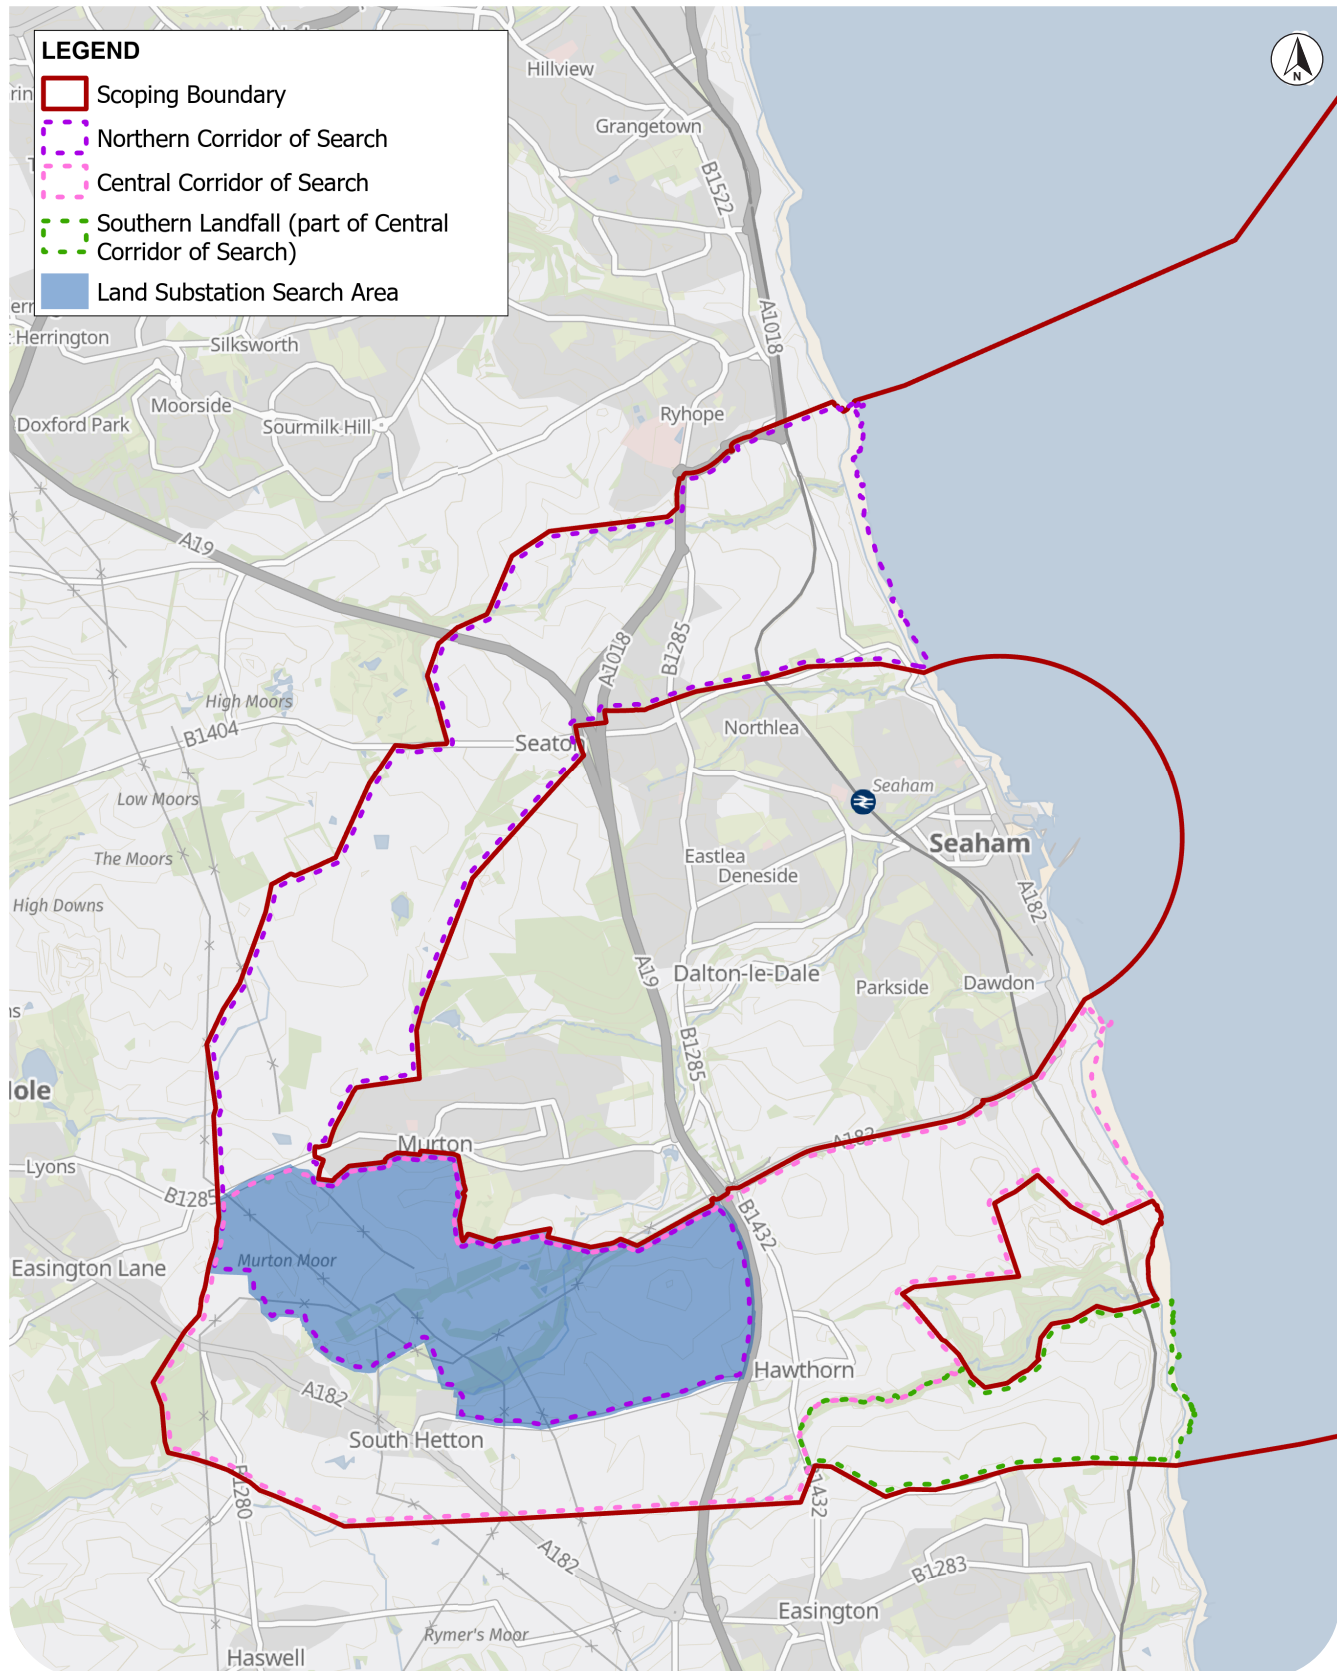 LEGEND
Scoping Boundary
Northern Corridor of Search
Central Corridor of Search
Southern Landfall (part of Central
Corridor of Search)
Land Substation Search Area
N
Hillview
Grangetown
B1522
A1018
Herrington
Silksworth
Moorside
Doxford Park
Sourmilk Hill
Ryhope
A19
A1018
B1285
High Moors
B1404
Seaton
Northlea
Low Moors
Seaham
The Moors
Seaham
Eastlea
Deneside
High Downs
A182
A19
Dalton-le-Dale
Parkside
Dawdon
B1285
Murton
A182
Lyons
B1285
B1432
Murton Moor
Easington Lane
Hawthorn
A182
South Hetton
B1280
B1432
A182
B1283
Easington
Rymer's Moor
Haswell